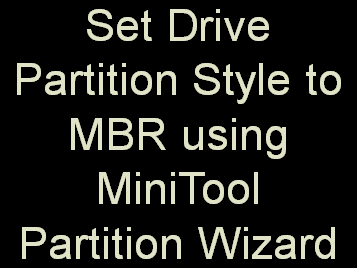 Set Drive
Partition Style to
MBR using
MiniTool
Partition Wizard